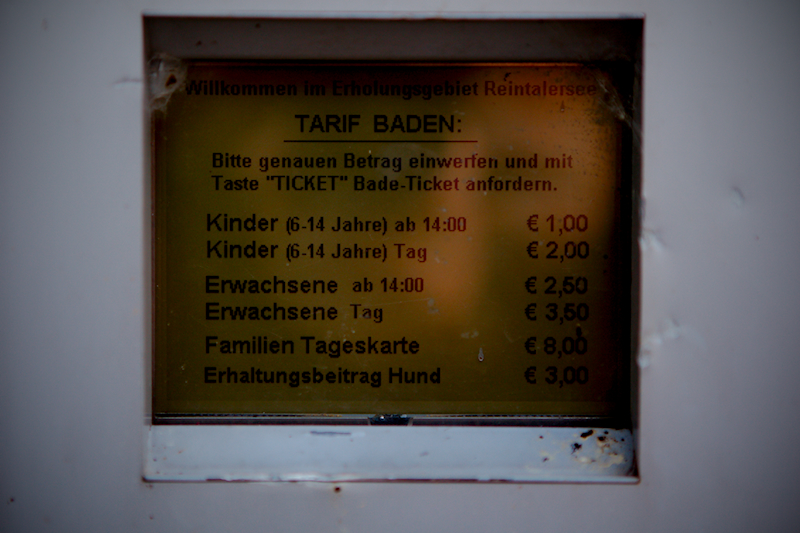 Willkommen im Erholungsgebiet Reintalersee
TARIF BADEN:
Bitte genauen Betrag einwerfen und mit
Taste "TICKET" Bade-Ticket anfordern.
Kinder (6-14 Jahre) ab 14:00 € 1,00
Kinder (6-14 Jahre) Tag € 2,00
Erwachsene ab 14:00 € 2,50
Erwachsene Tag € 3,50
Familien Tageskarte € 8,00
Erhaltungsbeitrag Hund € 3,00